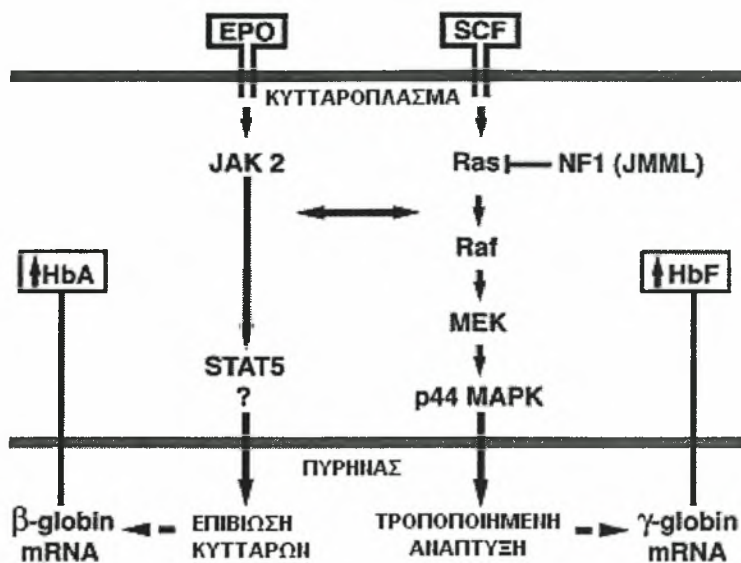 EPO SCF
ΚΥΤΤΑΡΟΠΛΑΣΜΑ
JAK 2 Ras NF1 (JMML)
Raf
HbA HbF
MEK
STAT5
? p44 MAPK
ΠΥΡΗΝΑΣ
β-globin ΕΠΙΒΙΩΣΗ ΤΡΟΠΟΠΟΙΗΜΕΝΗ γ-globin
mRNA ΚΥΤΤΑΡΩΝ ΑΝΑΠΤΥΞΗ mRNA